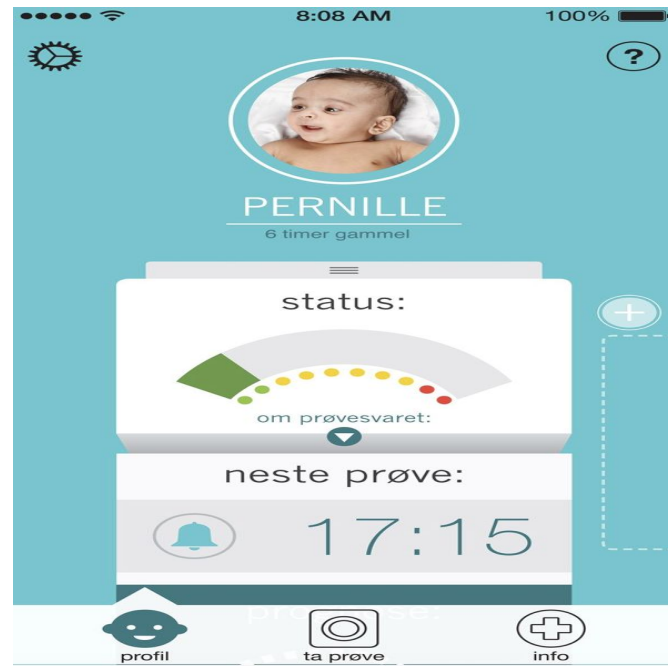 8:08 AM
100%
?
PERNILLE
6 timer gammel
status:
om prøvesvaret:
neste prøve:
17:15
profil
ta prøve
info